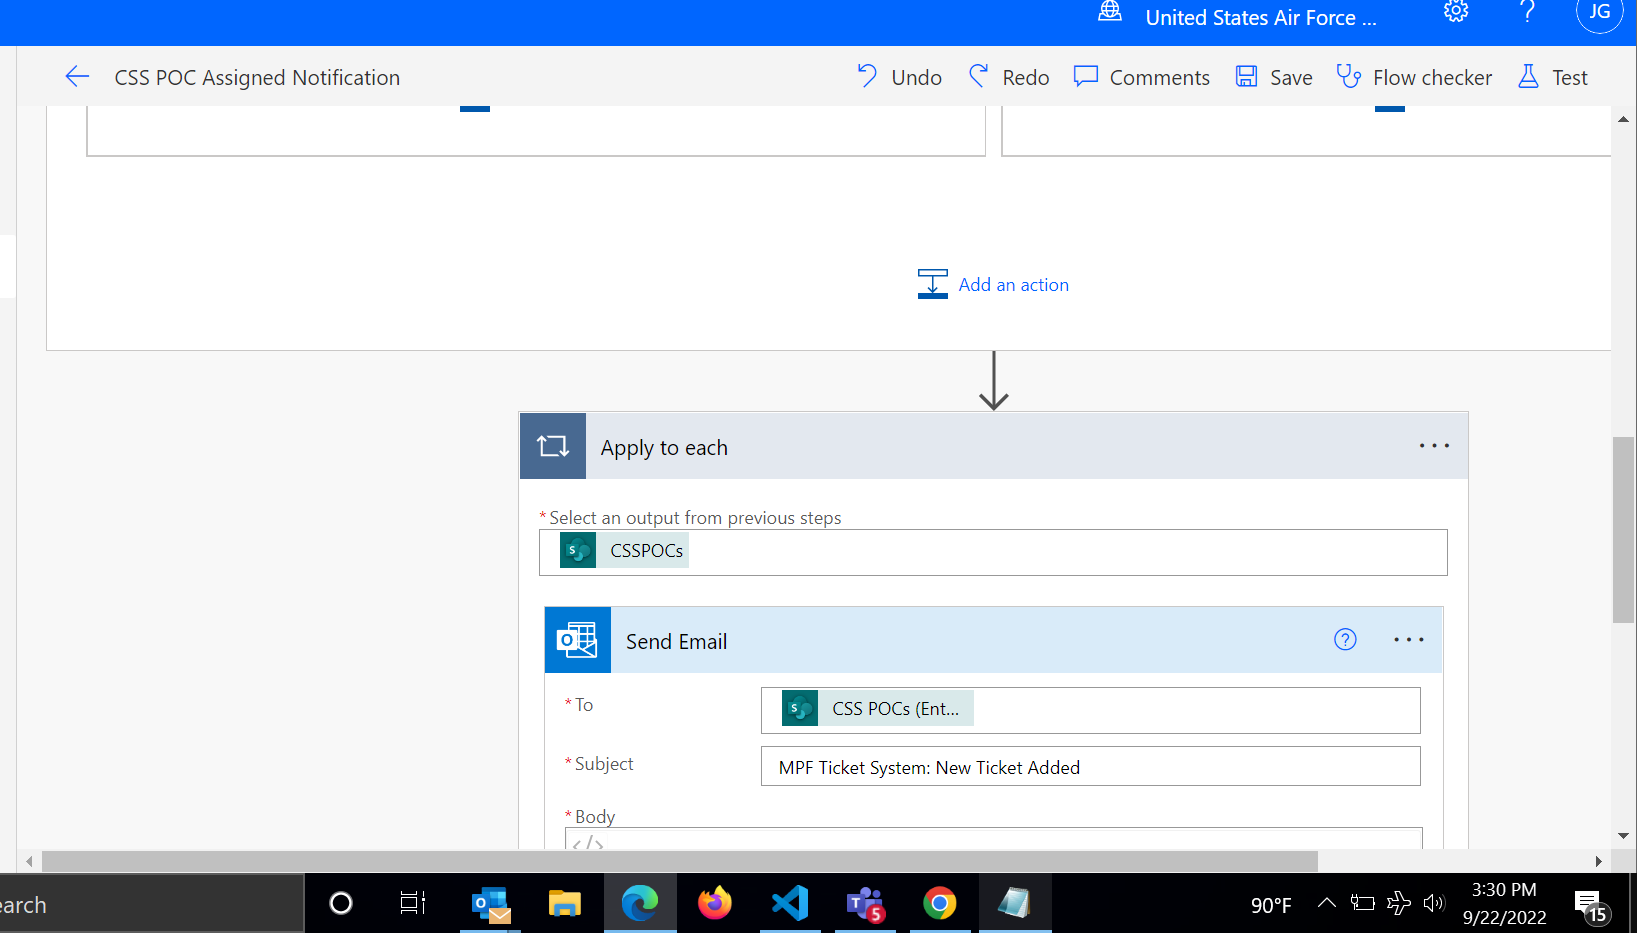 United States Air Force ...
JG
CSS POC Assigned Notification
Undo
Redo
Comments
Save
Flow checker
Test
Add an action
Apply to each
* Select an output from previous steps
S
CSSPOCs
Send Email
?
* To
S
CSS POCs (Ent...
* Subject
MPF Ticket System: New Ticket Added
* Body
</>
earch
5
90°F
3:30 PM
9/22/2022
15